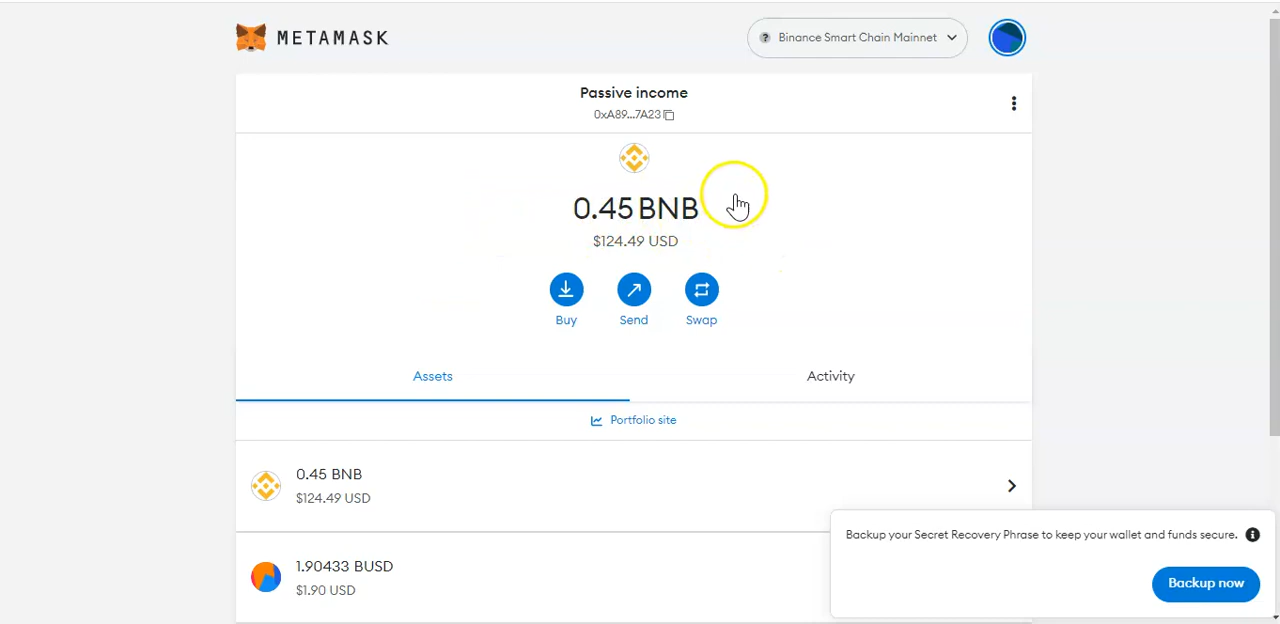 METAMASK
Binance Smart Chain Mainnet
Passive income
0xA89...7A23
0.45 BNB
$124.49 USD
Buy
Send
Swap
Assets
Activity
Portfolio site
0.45 BNB
$124.49 USD
Backup your Secret Recovery Phrase to keep your wallet and funds secure.
1.90433 BUSD
$1.90 USD
Backup now